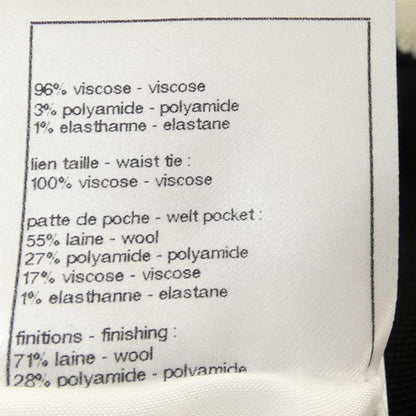 96% viscose - viscose
3% polyamide - polyamide
1% elasthanne - elastane
lien taille - waist tie :
100% viscose - viscose
patte de poche - welt pocket :
55% laine - wool
27% polyamide - polyamide
17% viscose - viscose
1% elasthanne - elastane
finitions - finishing :
71% laine - wool
28% polyamide - polyamide